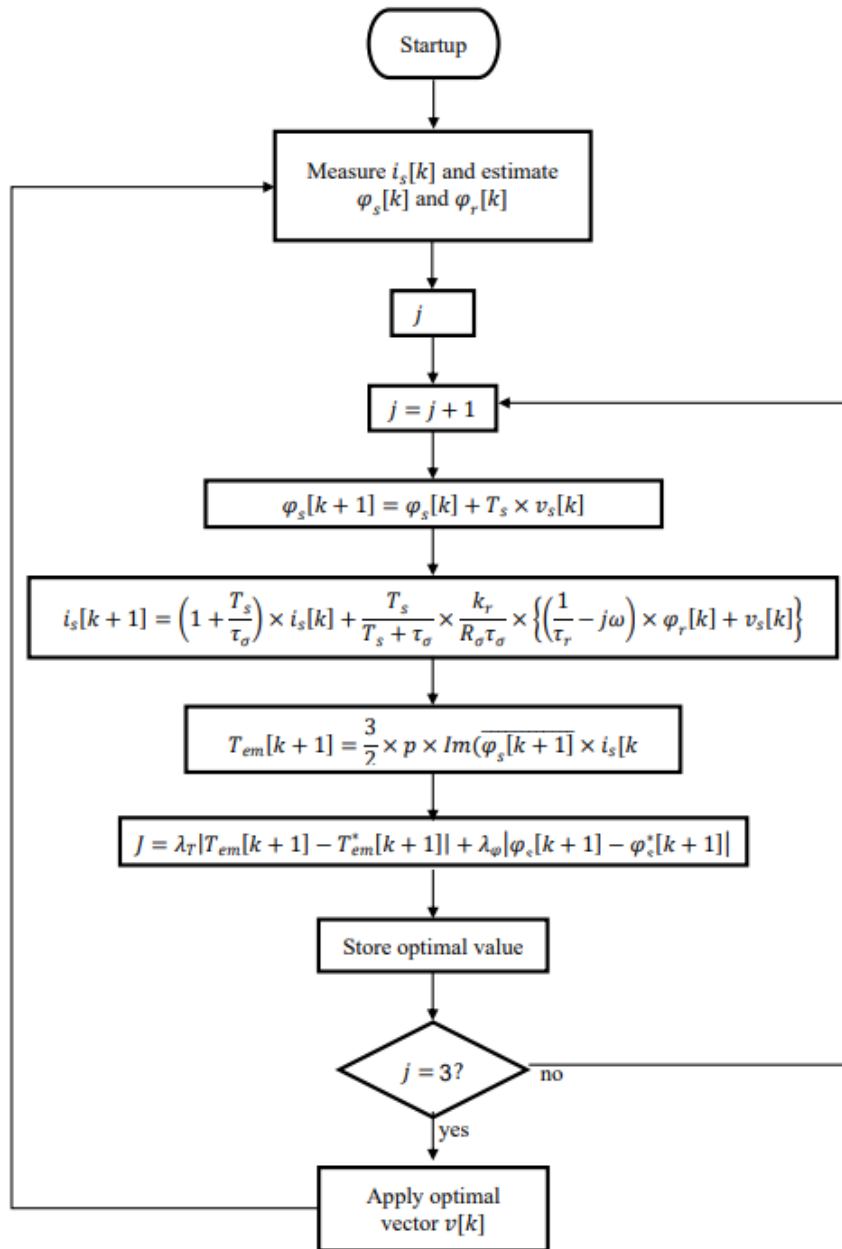 Startup
Measure i_s[k] and estimate
φ_s[k] and φ_r[k]
j
j = j + 1
φ_s[k + 1] = φ_s[k] + T_s × v_s[k]
i_s[k + 1] = (1 + T_s/τ_σ) × i_s[k] + T_s/(T_s + τ_σ) × k_r/(R_σ τ_σ) × {(1/τ_r − jω) × φ_r[k] + v_s[k]}
T_em[k + 1] = 3/2 × p × Im(\overline{φ_s[k + 1]} × i_s[k
J = λ_T|T_em[k + 1] − T*_em[k + 1]| + λ_φ|φ_s[k + 1] − φ*_s[k + 1]|
Store optimal value
j = 3?
no
yes
Apply optimal
vector v[k]